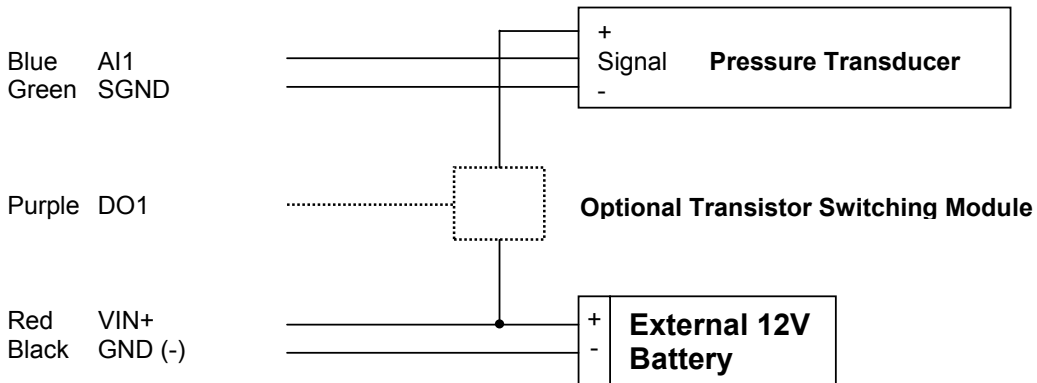 +
Blue AI1 Signal Pressure Transducer
Green SGND -
Purple DO1 Optional Transistor Switching Module
Red VIN+ + External 12V
Black GND (-) - Battery